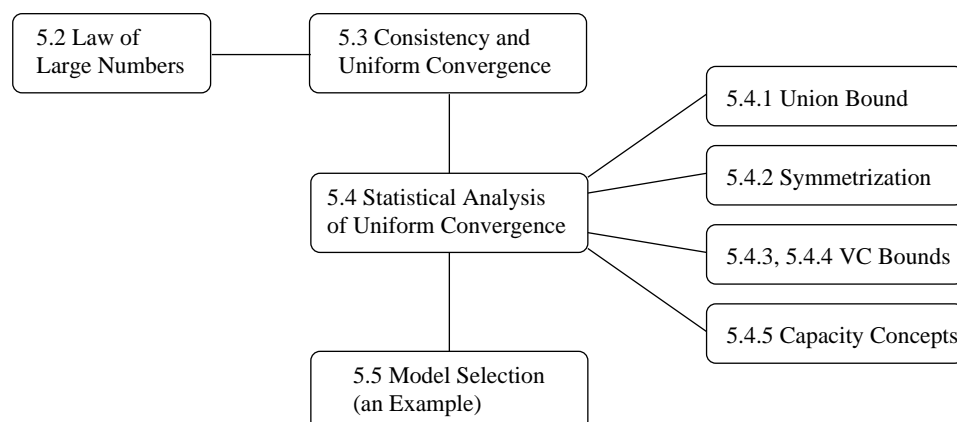 5.2 Law of
Large Numbers
5.3 Consistency and
Uniform Convergence
5.4.1 Union Bound
5.4.2 Symmetrization
5.4 Statistical Analysis
of Uniform Convergence
5.4.3, 5.4.4 VC Bounds
5.4.5 Capacity Concepts
5.5 Model Selection
(an Example)